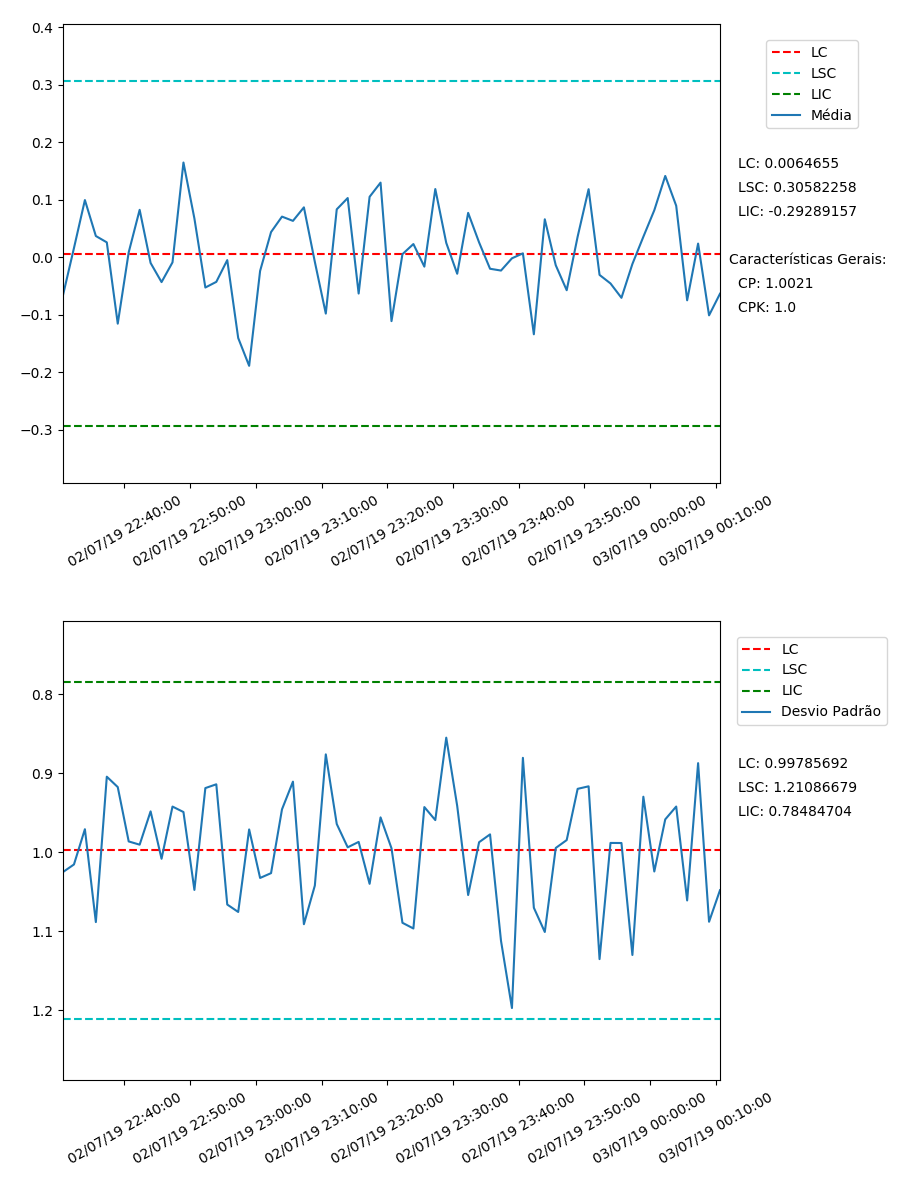 0.4
0.3
0.2
0.1
0.0
−0.1
−0.2
−0.3
02/07/19 22:40:00
02/07/19 22:50:00
02/07/19 23:00:00
02/07/19 23:10:00
02/07/19 23:20:00
02/07/19 23:30:00
02/07/19 23:40:00
02/07/19 23:50:00
03/07/19 00:00:00
03/07/19 00:10:00
LC
LSC
LIC
Média
LC: 0.0064655
LSC: 0.30582258
LIC: -0.29289157
Características Gerais:
CP: 1.0021
CPK: 1.0
0.8
0.9
1.0
1.1
1.2
02/07/19 22:40:00
02/07/19 22:50:00
02/07/19 23:00:00
02/07/19 23:10:00
02/07/19 23:20:00
02/07/19 23:30:00
02/07/19 23:40:00
02/07/19 23:50:00
03/07/19 00:00:00
03/07/19 00:10:00
LC
LSC
LIC
Desvio Padrão
LC: 0.99785692
LSC: 1.21086679
LIC: 0.78484704